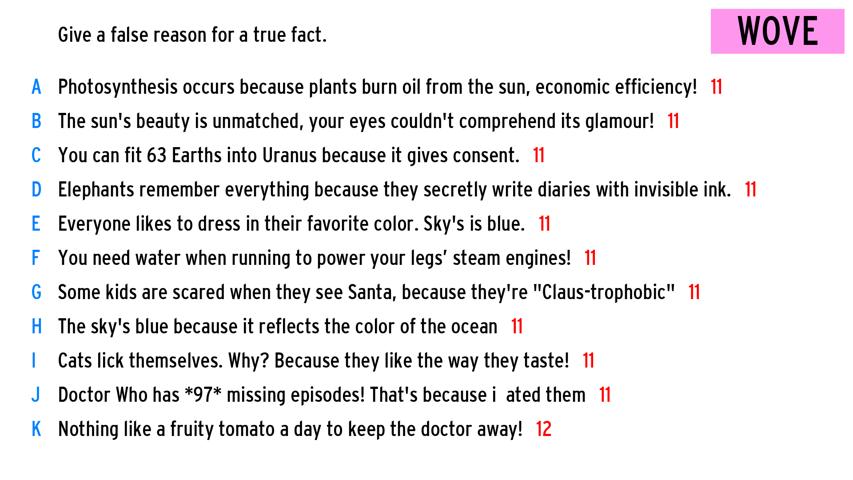 Give a false reason for a true fact.
WOVE
A Photosynthesis occurs because plants burn oil from the sun, economic efficiency! 11
B The sun's beauty is unmatched, your eyes couldn't comprehend its glamour! 11
C You can fit 63 Earths into Uranus because it gives consent. 11
D Elephants remember everything because they secretly write diaries with invisible ink. 11
E Everyone likes to dress in their favorite color. Sky's is blue. 11
F You need water when running to power your legs’ steam engines! 11
G Some kids are scared when they see Santa, because they're "Claus-trophobic" 11
H The sky's blue because it reflects the color of the ocean 11
I Cats lick themselves. Why? Because they like the way they taste! 11
J Doctor Who has *97* missing episodes! That's because i  ated them 11
K Nothing like a fruity tomato a day to keep the doctor away! 12